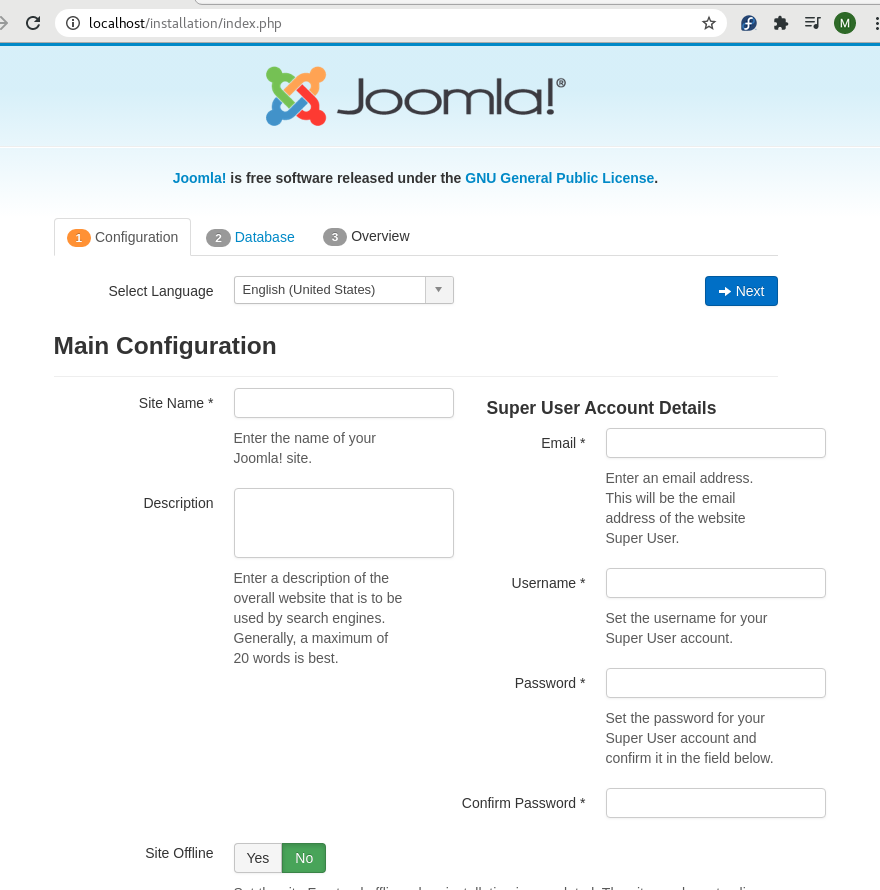 localhost/installation/index.php
M
Joomla!®
Joomla! is free software released under the GNU General Public License.
1 Configuration
2 Database
3 Overview
Select Language
English (United States)
Next
Main Configuration
Site Name *
Enter the name of your
Joomla! site.
Description
Enter a description of the
overall website that is to be
used by search engines.
Generally, a maximum of
20 words is best.
Super User Account Details
Email *
Enter an email address.
This will be the email
address of the website
Super User.
Username *
Set the username for your
Super User account.
Password *
Set the password for your
Super User account and
confirm it in the field below.
Confirm Password *
Site Offline
Yes No